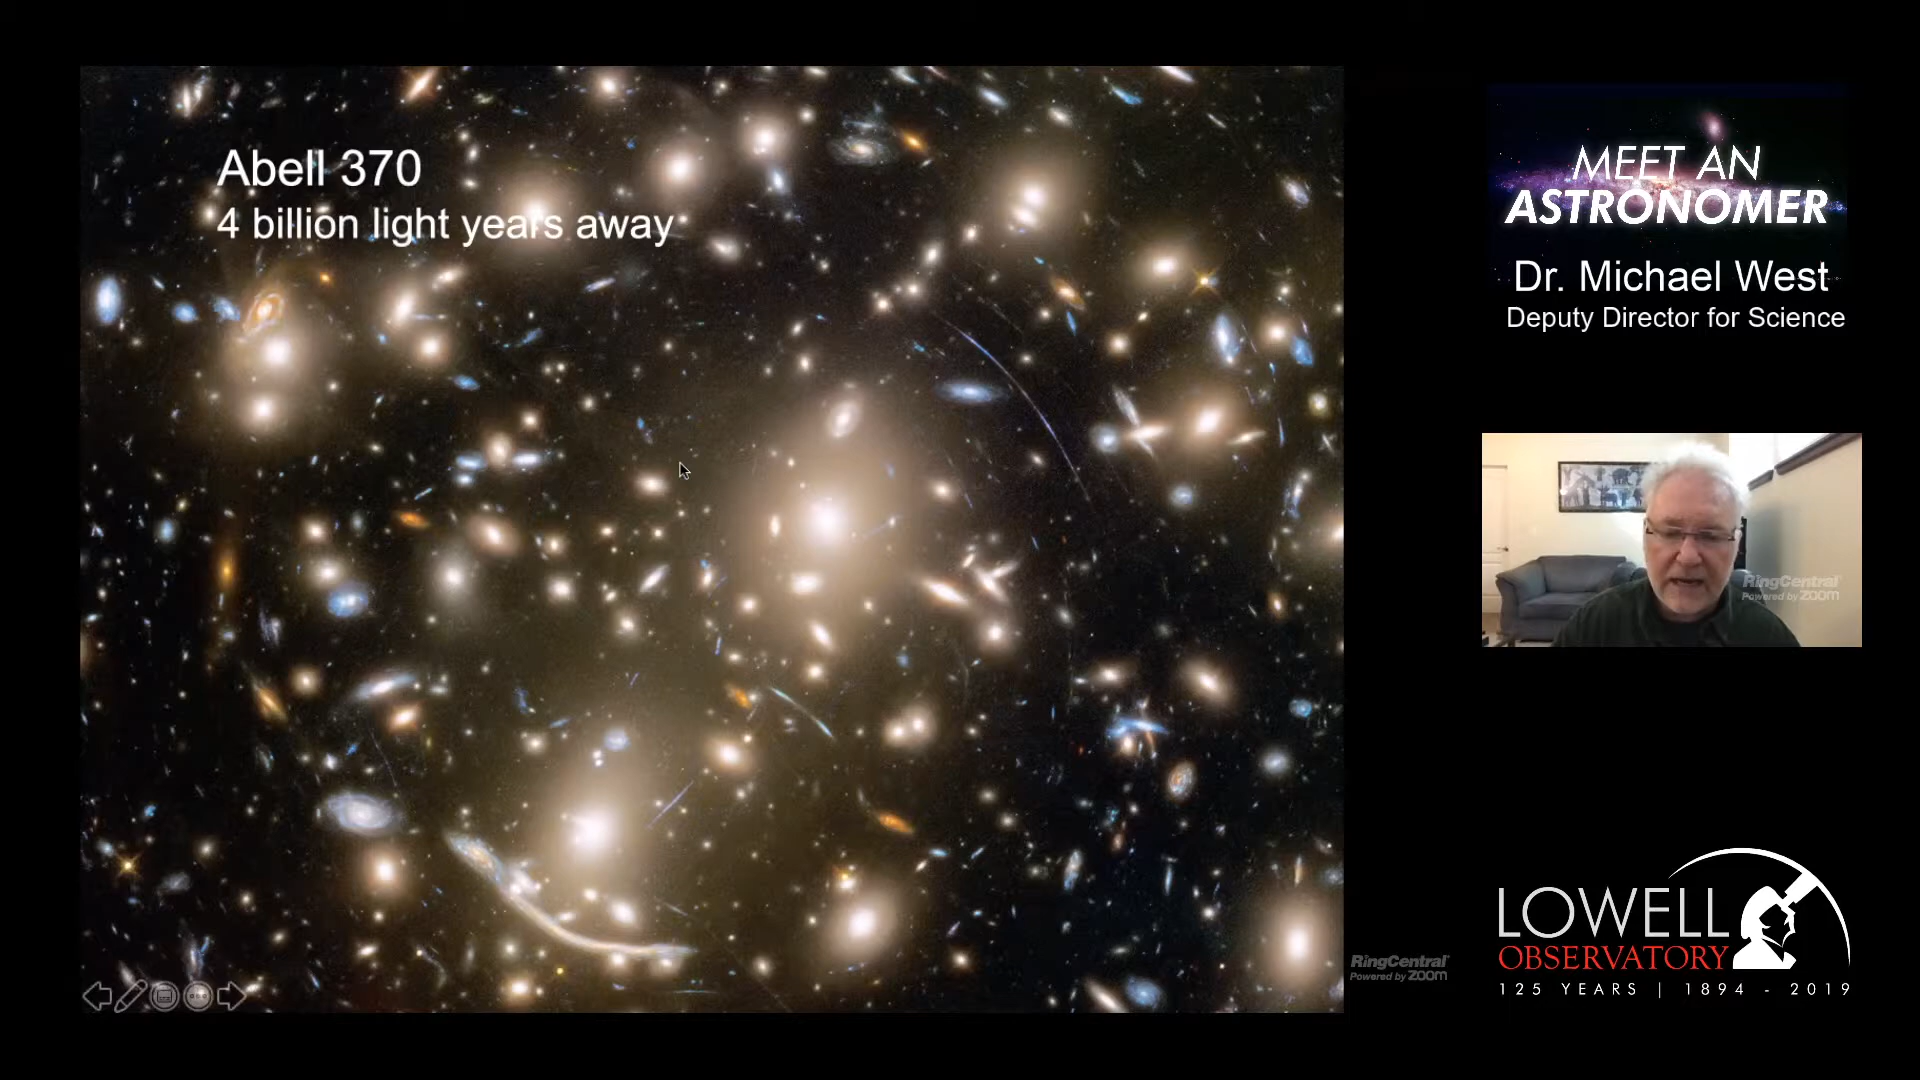 Abell 370
4 billion light years away
MEET AN
ASTRONOMER
Dr. Michael West
Deputy Director for Science
RingCentral
Powered by zoom
RingCentral
Powered by zoom
LOWELL
OBSERVATORY
125 YEARS | 1894 - 2019